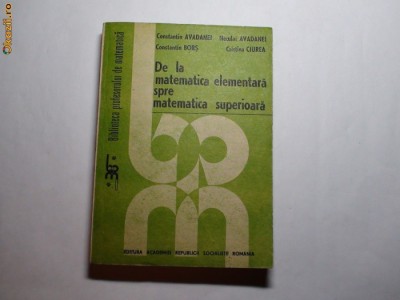 Constantin AVADANEI Neculai AVADANEI
Constantin BORŞ Cristina CIUREA
De la
matematica elementară
spre
matematica superioară
Biblioteca profesorului de matematică
EDITURA ACADEMIEI REPUBLICII SOCIALISTE ROMÂNIA